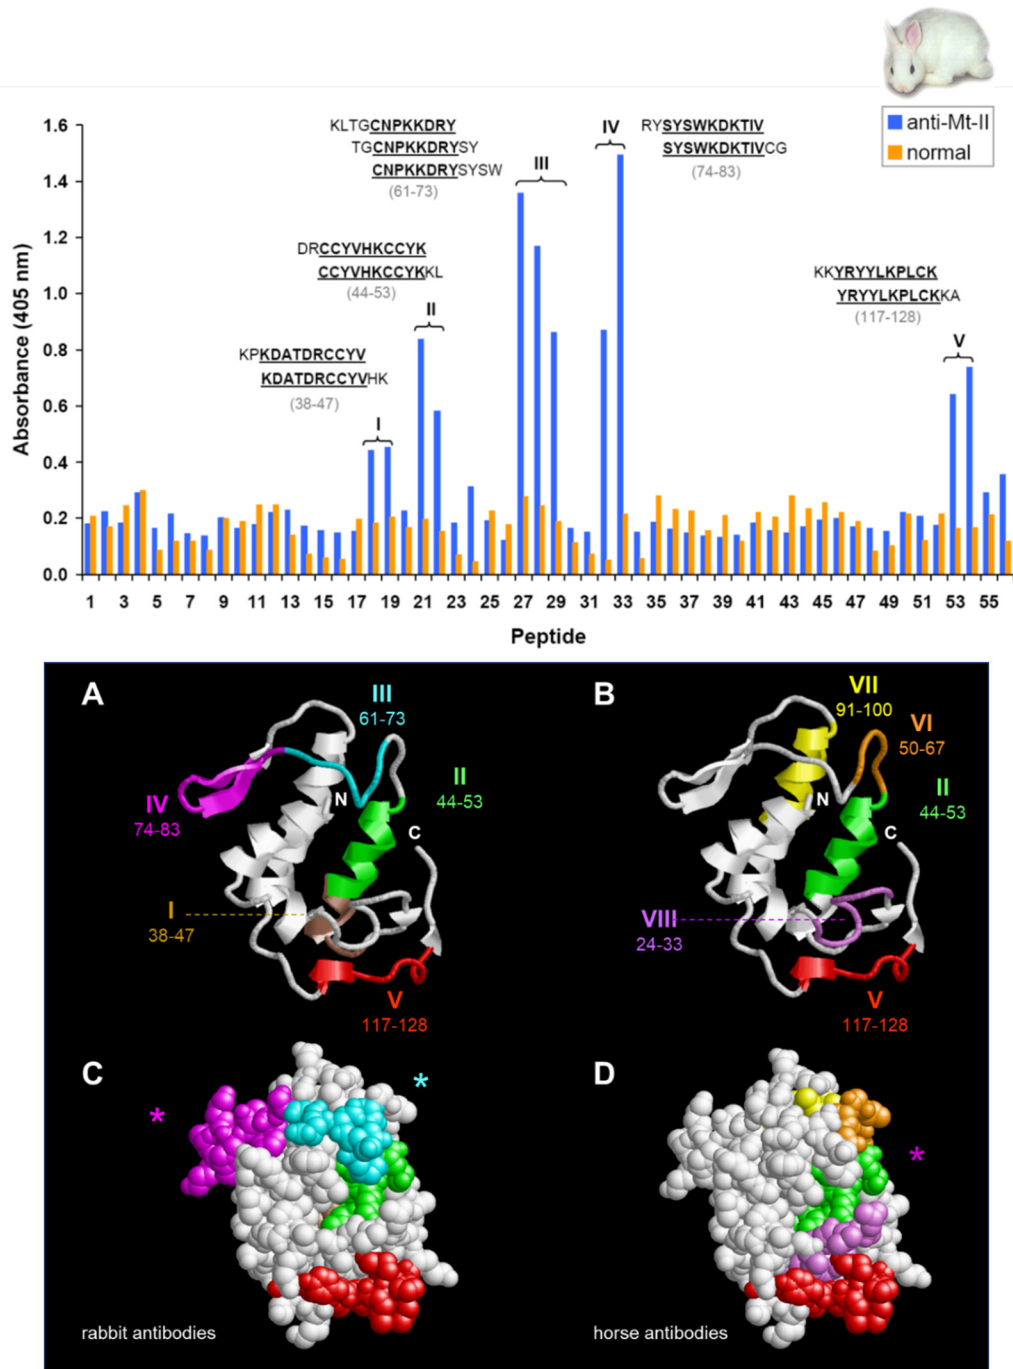 anti-Mt-II
normal
Absorbance (405 nm)
1.6
1.4
1.2
1.0
0.8
0.6
0.4
0.2
0.0
KLTGCNPKKDRY
TGCNPKKDRYSY
CNPKKDRYSYSW
(61-73)
III
IV
RYSYSWKDKTIV
SYSWKDKTIVCG
(74-83)
DRCCYVHKCCYK
CCYVHKCCYKKL
(44-53)
II
KPKDATDRCCYV
KDATDRCCYVHK
(38-47)
I
KKYRYYLKPLCK
YRYYLKPLCKKA
(117-128)
V
1 3 5 7 9 11 13 15 17 19 21 23 25 27 29 31 33 35 37 39 41 43 45 47 49 51 53 55
Peptide
A
III
61-73
IV
74-83
N
II
44-53
C
I
38-47
V
117-128
B
VII
91-100
VI
50-67
N
II
44-53
C
VIII
24-33
V
117-128
C
*
*
rabbit antibodies
D
*
horse antibodies